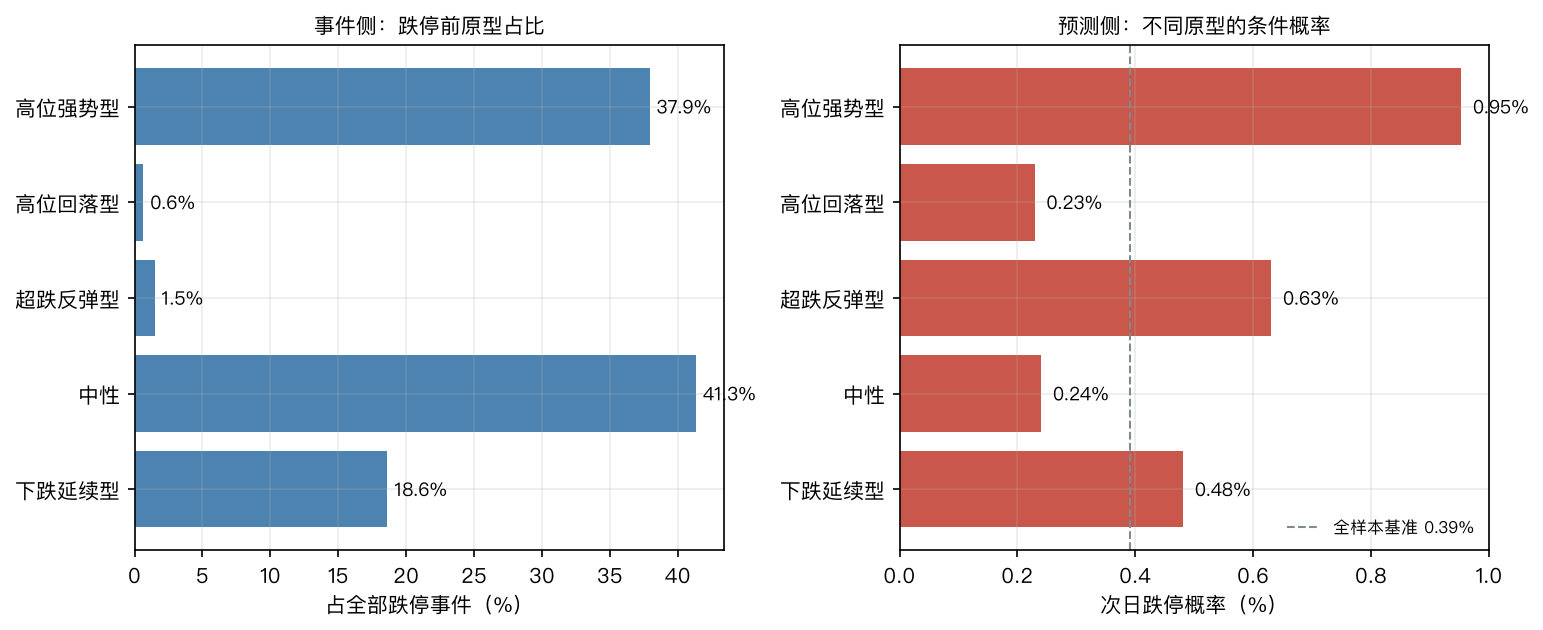 事件侧：跌停前原型占比
高位强势型
37.9%
高位回落型
0.6%
超跌反弹型
1.5%
中性
41.3%
下跌延续型
18.6%
0 5 10 15 20 25 30 35 40
占全部跌停事件（%）
预测侧：不同原型的条件概率
高位强势型
0.95%
高位回落型
0.23%
超跌反弹型
0.63%
中性
0.24%
下跌延续型
0.48%
全样本基准 0.39%
0.0 0.2 0.4 0.6 0.8 1.0
次日跌停概率（%）